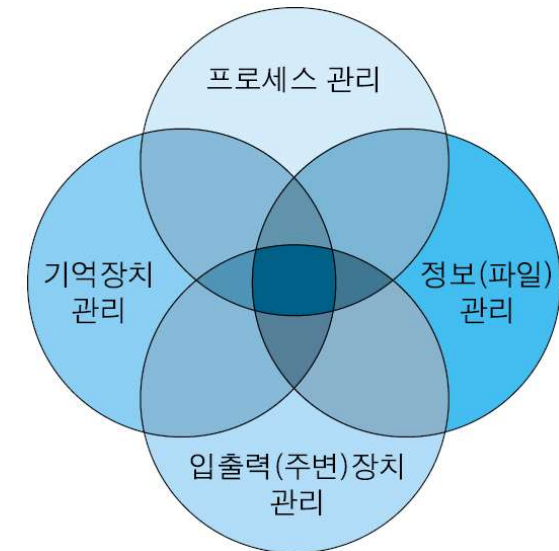 프로세스 관리
기억장치
관리
정보(파일)
관리
입출력(주변)장치
관리